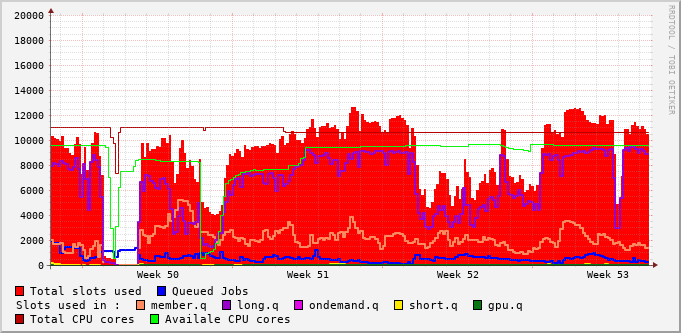 20000
18000
16000
14000
12000
10000
8000
6000
4000
2000
0
Week 50 Week 51 Week 52 Week 53
Total slots used Queued Jobs
Slots used in : member.q long.q ondemand.q short.q gpu.q
Total CPU cores Availale CPU cores
RRDTOOL / TOBI OETIKER